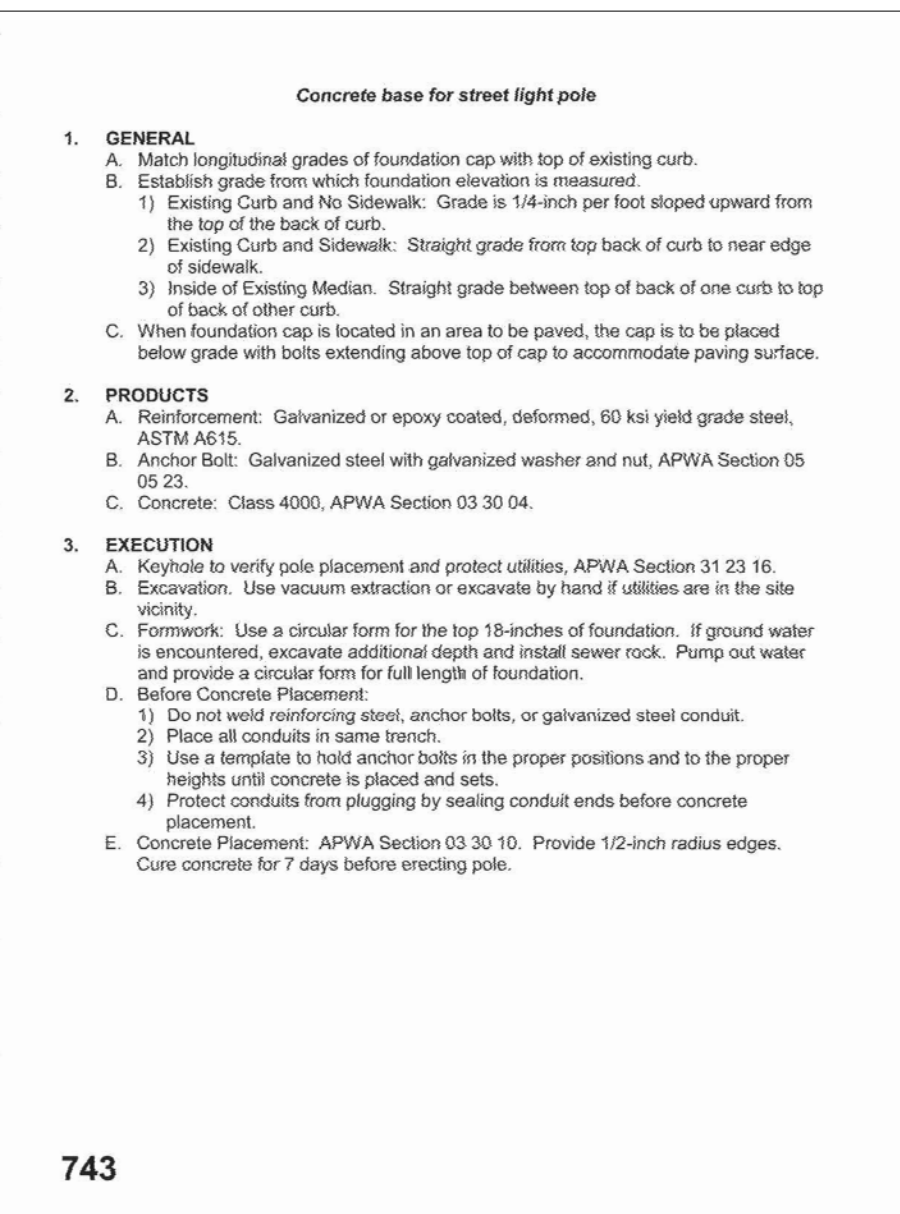 Concrete base for street light pole
1. GENERAL
A. Match longitudinal grades of foundation cap with top of existing curb.
B. Establish grade from which foundation elevation is measured.
1) Existing Curb and No Sidewalk: Grade is 1/4-inch per foot sloped upward from
the top of the back of curb.
2) Existing Curb and Sidewalk: Straight grade from top back of curb to near edge
of sidewalk.
3) Inside of Existing Median. Straight grade between top of back of one curb to top
of back of other curb.
C. When foundation cap is located in an area to be paved, the cap is to be placed
below grade with bolts extending above top of cap to accommodate paving surface.
2. PRODUCTS
A. Reinforcement: Galvanized or epoxy coated, deformed, 60 ksi yield grade steel,
ASTM A615.
B. Anchor Bolt: Galvanized steel with galvanized washer and nut, APWA Section 05
05 23.
C. Concrete: Class 4000, APWA Section 03 30 04.
3. EXECUTION
A. Keyhole to verify pole placement and protect utilities, APWA Section 31 23 16.
B. Excavation. Use vacuum extraction or excavate by hand if utilities are in the site
vicinity.
C. Formwork: Use a circular form for the top 18-inches of foundation. If ground water
is encountered, excavate additional depth and install sewer rock. Pump out water
and provide a circular form for full length of foundation.
D. Before Concrete Placement:
1) Do not weld reinforcing steel, anchor bolts, or galvanized steel conduit.
2) Place all conduits in same trench.
3) Use a template to hold anchor bolts in the proper positions and to the proper
heights until concrete is placed and sets.
4) Protect conduits from plugging by sealing conduit ends before concrete
placement.
E. Concrete Placement: APWA Section 03 30 10. Provide 1/2-inch radius edges.
Cure concrete for 7 days before erecting pole.
743